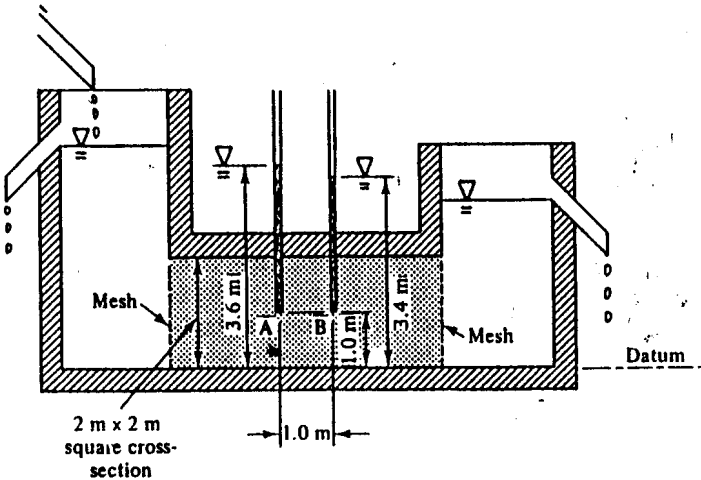 Mesh
3.6 m
A
B
1.0 m
3.4 m
Mesh
Datum
1.0 m
2 m x 2 m
square cross-
section